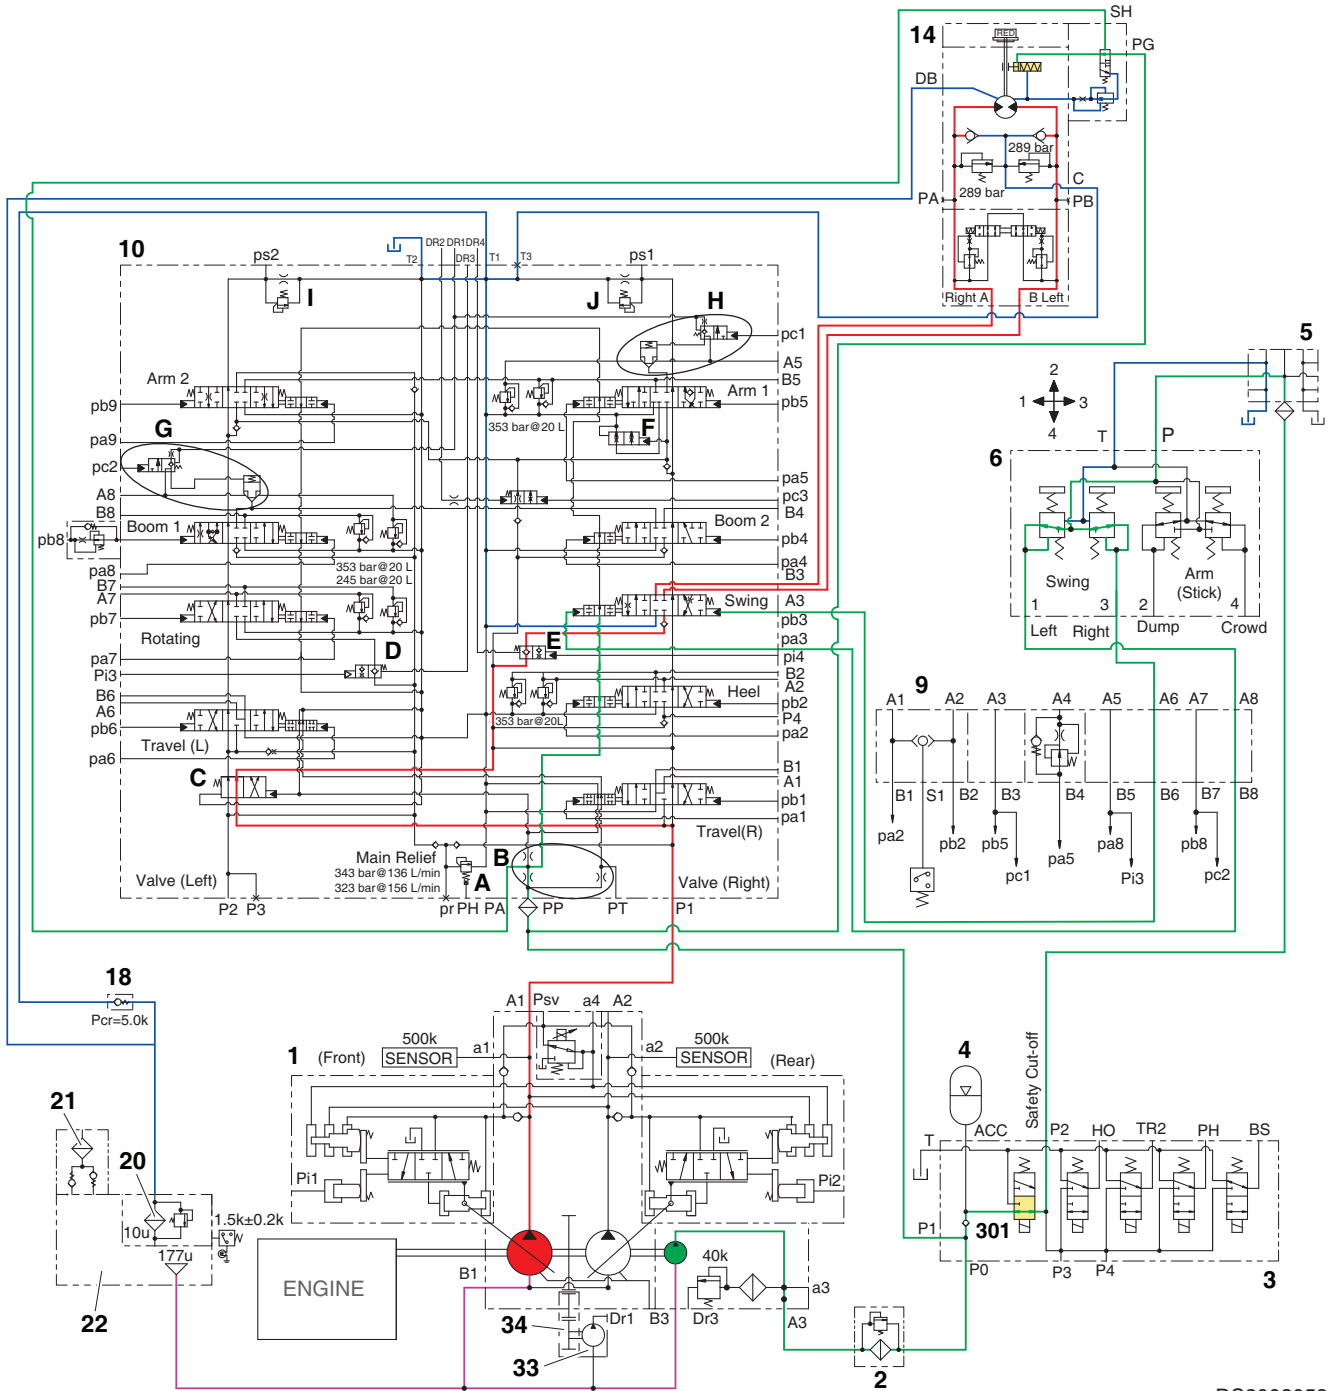 SH
14
RED
PG
DB
289 bar
289 bar
C
PA
PB
Right A
B Left
10
ps2
DR2
DR1
DR4
DR3
T2
T1
T3
ps1
I
J
H
pc1
A5
B5
Arm 2
Arm 1
pb9
pb5
353 bar@20 L
F
pa9
G
pc2
pa5
A8
pc3
B8
B4
Boom 1
Boom 2
pb8
pb4
353 bar@20 L
245 bar@20 L
pa8
pa4
B7
B3
A7
A3
Swing
pb7
pb3
Rotating
pa3
E
pa7
D
pi4
Pi3
B2
B6
A2
Heel
A6
pb2
353 bar@20L
pb6
P4
Travel (L)
pa2
pa6
C
B1
A1
pb1
pa1
Travel(R)
Main Relief
343 bar@136 L/min
323 bar@156 L/min
B
A
Valve (Left)
Valve (Right)
P2
P3
pr
PH
PA
PP
PT
P1
5
2
1
3
4
T
P
6
Swing
Arm
(Stick)
1
3
2
4
Left
Right
Dump
Crowd
9
A1
A2
A3
A4
A5
A6
A7
A8
B1
S1
B2
B3
B4
B5
B6
B7
B8
pa2
pb2
pb5
pc1
pa5
pa8
Pi3
pb8
pc2
18
Pcr=5.0k
21
20
10u
177u
1.5k±0.2k
22
A1
Psv
a4
A2
1
(Front)
500k
SENSOR
a1
a2
500k
SENSOR
(Rear)
Pi1
Pi2
ENGINE
B1
34
Dr1
33
B3
40k
Dr3
a3
A3
2
4
Safety Cut-off
T
ACC
P2
HO
TR2
PH
BS
P1
301
P0
P3
P4
3